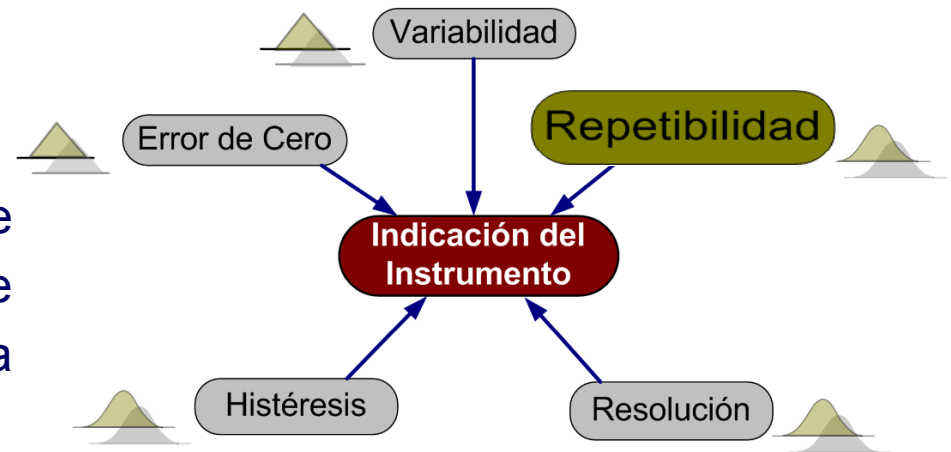 Variabilidad
Repetibilidad
Error de Cero
e
Indicación del
Instrumento
e
a
Histéresis
Resolución